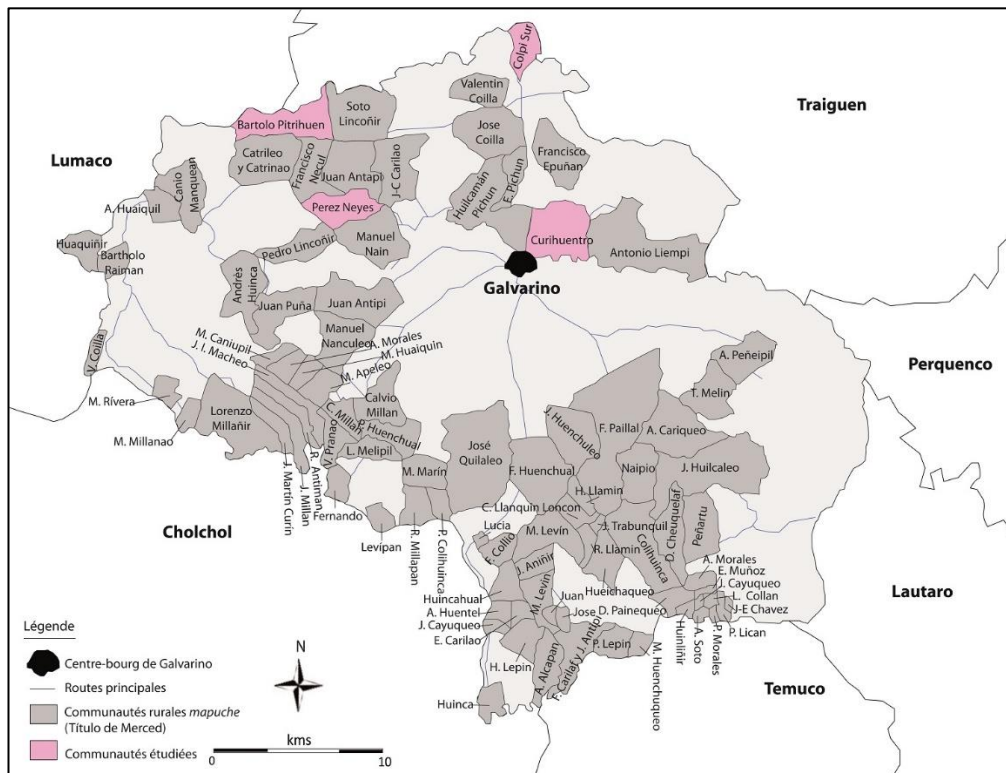 Colpi Sur
Valentin
Coilla
Traiguen
Soto
Lincoñir
Bartolo Pitrihuen
Jose
Coilla
Lumaco
Catrileo
y Catrinao
Francisco
Necul
Juan Antapi
J-C Carilao
Francisco
Epuñan
E. Pichun
Huilcamán
Pichun
Canio
Manquean
A. Huaiquil
Perez Neyes
Curihuentro
Huaquiñir
Bartholo
Raiman
Pedro Lincoñir
Manuel
Nain
Antonio Liempi
Galvarino
Andrès
Huinca
Juan Puña
Juan Antipi
Manuel
Nanculeo
A. Morales
M. Huaiquin
M. Caniupil
J. I. Macheo
M. Apeleo
V. Coilla
A. Peñeipil
Perquenco
T. Melin
M. Rívera
M. Millanao
Lorenzo
Millañir
Calvio
Millan
C. Millan
P. Huenchual
V. Pranao
L. Melipil
J. Huenchuleo
F. Paillal
A. Cariqueo
José
Quilaleo
M. Marín
F. Huenchual
Naipio
J. Huilcaleo
H. Llamin
J. Martin Curin
J. Millan
R. Antiman
Fernando
Levipan
R. Millapan
P. Colihuinca
Cholchol
C. Llanquin Loncon
Lucia
F. Collio
M. Levín
J. Trabunquil
Colihuinca
D. Cheuquelaf
Peñartu
R. Llamin
J. Aniñir
Hueichaqueo
A. Morales
E. Muñoz
J. Cayuqueo
L. Collan
J-E Chavez
P. Lican
Lautaro
Huincahual
A. Huentel
J. Cayuqueo
E. Carilao
M. Levin
Juan
Jose
D. Painequeo
H. Lepin
A. Alcapan
F. Carilaf y J. Antipi
P. Lepin
M. Huenchuqueo
Huinliñir
A. Soto
P. Morales
Huinca
Temuco
Légende
Centre-bourg de Galvarino
Routes principales
Communautés rurales mapuche
(Título de Merced)
Communautés étudiées
N
kms
0
10